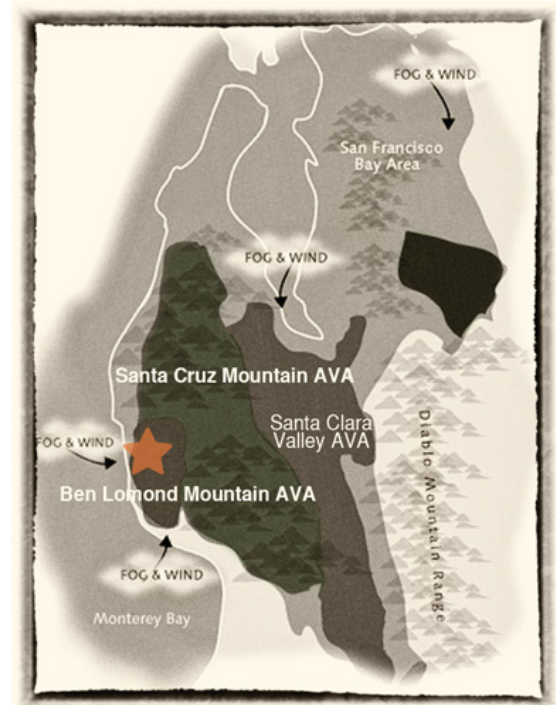 FOG & WIND
San Francisco
Bay Area
FOG & WIND
Santa Cruz Mountain AVA
Santa Clara
Valley AVA
Diablo Mountain Range
FOG & WIND
Ben Lomond Mountain AVA
FOG & WIND
Monterey Bay